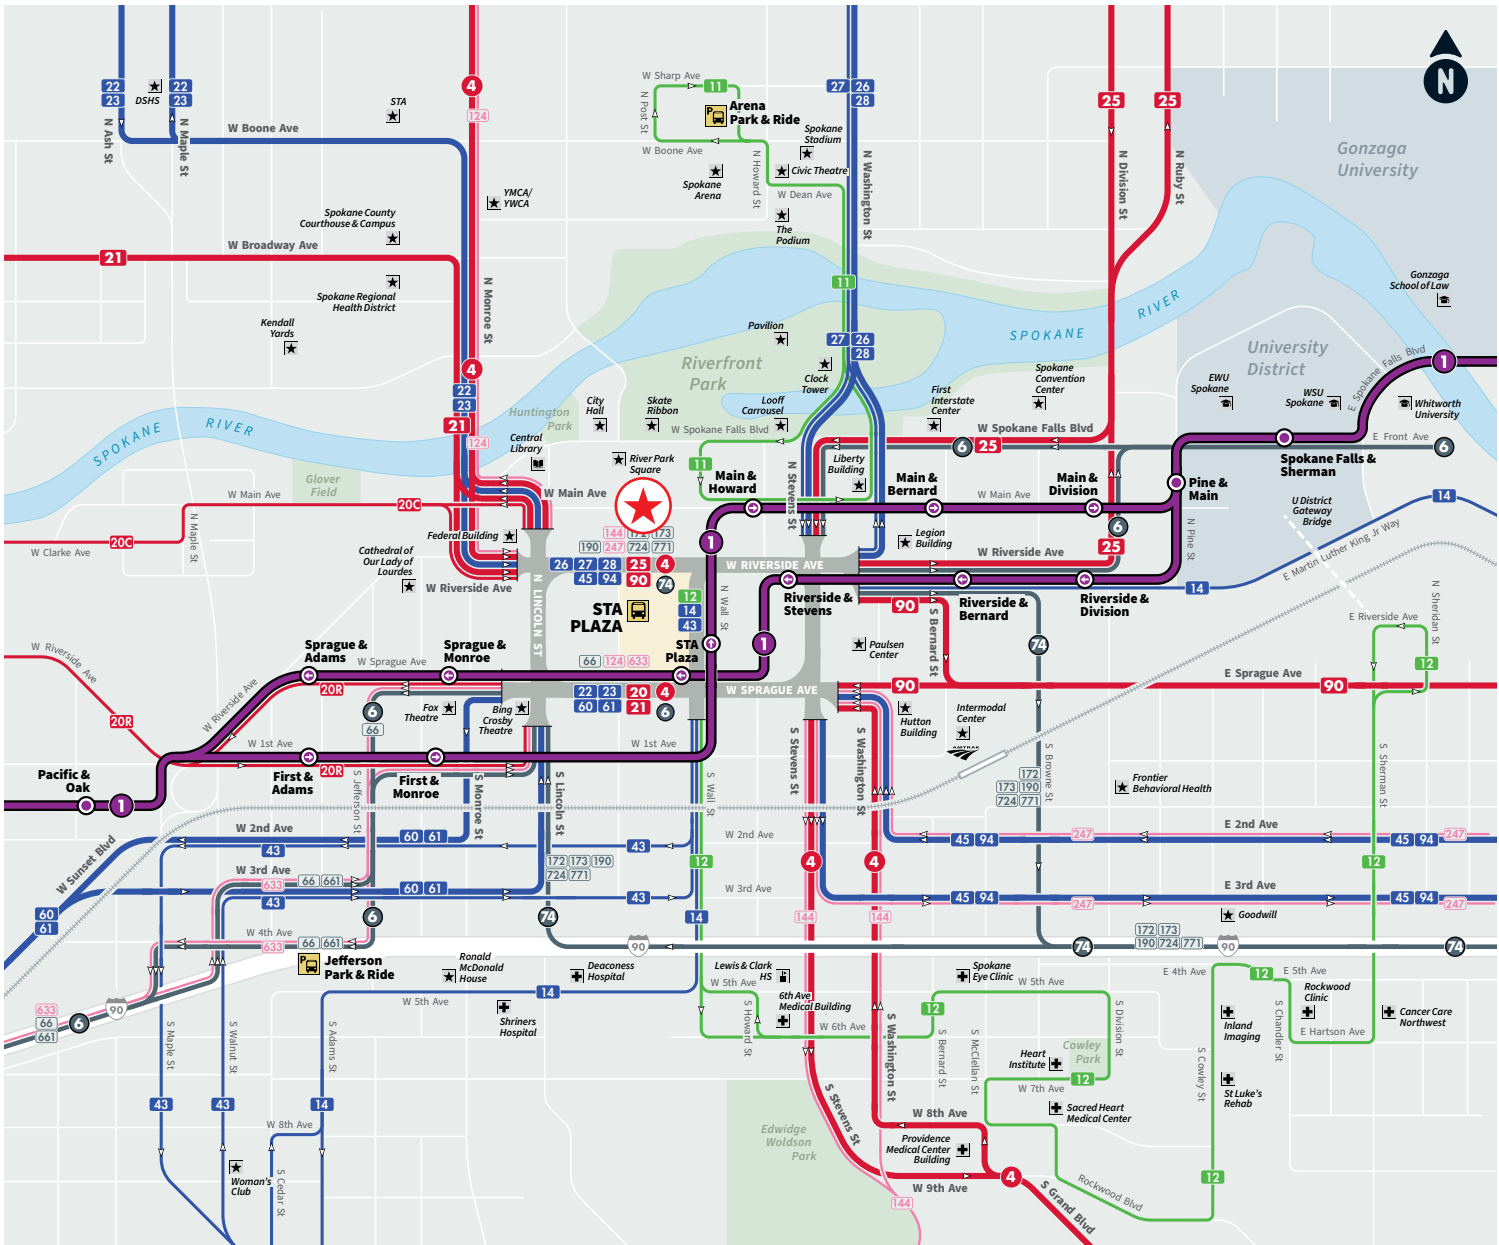 22
23
DSHS
22
23
STA
4
124
W Sharp Ave
11
N Post St
Arena
Park & Ride
P
W Boone Ave
N Howard St
27
26
28
25
25
N
N Ash St
N Maple St
W Boone Ave
Spokane
Stadium
Civic Theatre
Spokane
Arena
W Dean Ave
N Washington St
N Division St
N Ruby St
Gonzaga
University
YMCA/
YWCA
Spokane County
Courthouse & Campus
W Broadway Ave
21
The
Podium
Spokane Regional
Health District
N Monroe St
11
Gonzaga
School of Law
Kendall
Yards
Pavilion
27
26
28
SPOKANE
RIVER
Riverfront
Park
Clock
Tower
University
District
4
22
23
21
124
Spokane
Convention
Center
EWU
Spokane
WSU
Spokane
E Spokane Falls Blvd
1
Whitworth
University
SPOKANE
RIVER
Huntington
Park
City
Hall
Skate
Ribbon
Looff
Carrousel
First
Interstate
Center
W Spokane Falls Blvd
W Spokane Falls Blvd
6
25
E Front Ave
6
Central
Library
River Park
Square
11
Liberty
Building
Spokane Falls &
Sherman
Glover
Field
W Main Ave
20C
W Main Ave
Main &
Howard
N Stevens St
Main &
Bernard
W Main Ave
Main &
Division
Pine &
Main
14
N Maple St
W Clarke Ave
20C
Federal Building
144
172
173
190
247
724
771
1
Legion
Building
6
25
N Pine St
U District
Gateway
Bridge
E Martin Luther King Jr Way
Cathedral of
Our Lady of
Lourdes
W Riverside Ave
26
27
28
25
4
45
94
90
74
W RIVERSIDE AVE
W Riverside Ave
N LINCOLN ST
STA
PLAZA
12
14
43
N Wall St
Riverside &
Stevens
90
N Bernard St
Riverside &
Bernard
Riverside &
Division
14
N Sheridan St
E Riverside Ave
W Riverside Ave
Sprague &
Adams
W Sprague Ave
Sprague &
Monroe
66
124
633
STA
Plaza
1
Paulsen
Center
74
12
E Sprague Ave
20R
20R
W Riverside Ave
6
66
Fox
Theatre
Bing
Crosby
Theatre
22
23
20
4
60
61
21
6
W SPRAGUE AVE
90
90
Hutton
Building
Intermodal
Center
AMTRAK
W 1st Ave
W 1st Ave
20R
First &
Adams
First &
Monroe
S Jefferson St
S Monroe St
S Lincoln St
S Wall St
S Stevens St
S Washington St
S Browne St
S Sherman St
172
173
190
724
771
Frontier
Behavioral Health
Pacific &
Oak
1
W Sunset Blvd
W 2nd Ave
43
60
61
43
W 2nd Ave
E 2nd Ave
45
94
247
45
94
247
W 3rd Ave
633
66
661
43
60
61
43
172
173
190
724
771
12
4
4
W 3rd Ave
12
E 3rd Ave
45
94
247
45
94
247
60
61
6
74
14
144
144
Goodwill
W 4th Ave
633
66
661
90
74
172
173
190
724
771
90
74
P
Jefferson
Park & Ride
Ronald
McDonald
House
Deaconess
Hospital
Lewis & Clark
HS
Spokane
Eye Clinic
E 4th Ave
12
E 5th Ave
W 5th Ave
14
W 5th Ave
W 5th Ave
Rockwood
Clinic
633
66
661
6
90
Shriners
Hospital
6th Ave
Medical Building
12
Inland
Imaging
Cancer Care
Northwest
S Maple St
S Walnut St
S Adams St
S Howard St
W 6th Ave
S Washington St
S Bernard St
S McClellan St
S Division St
Cowley
Park
S Cowley St
S Chandler St
E Hartson Ave
Heart
Institute
W 7th Ave
12
St Luke's
Rehab
43
43
14
Sacred Heart
Medical Center
W 8th Ave
S Stevens St
W 8th Ave
Edwidge
Woldson
Park
Providence
Medical Center
Building
Woman's
Club
S Cedar St
W 9th Ave
4
144
S Grand Blvd
Rockwood Blvd
12